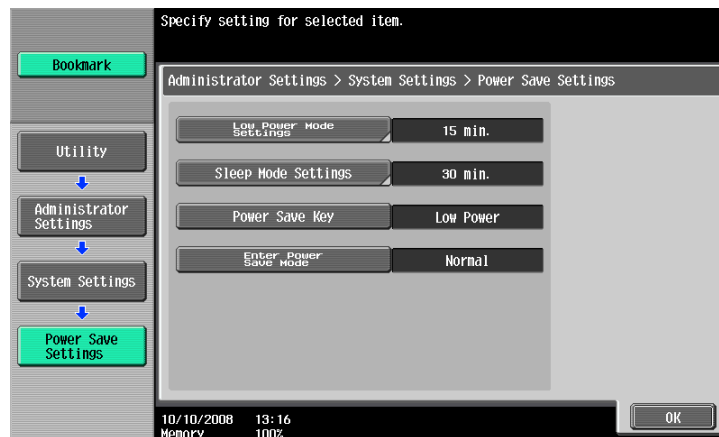 Specify setting for selected item.
Bookmark
Administrator Settings > System Settings > Power Save Settings
Utility
Administrator
Settings
System Settings
Power Save
Settings
Low Power Mode
Settings
15 min.
Sleep Mode Settings
30 min.
Power Save Key
Low Power
Enter Power
Save Mode
Normal
10/10/2008 13:16
Memory 100%
OK